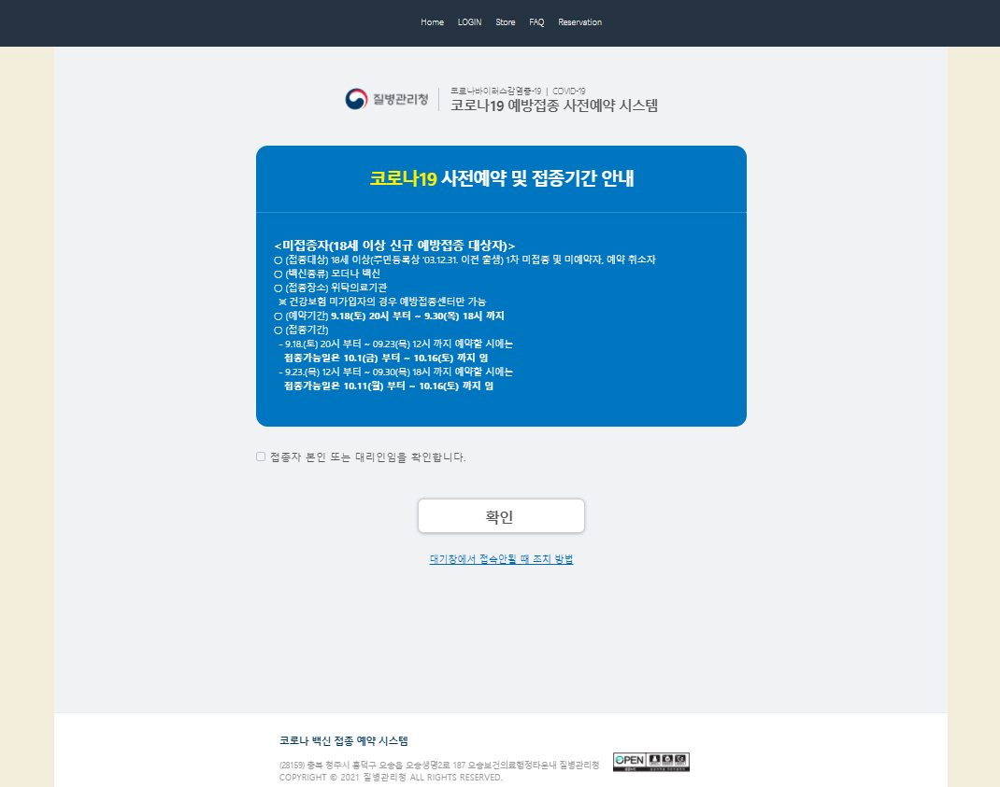 Home LOGIN Store FAQ Reservation
질병관리청
코로나바이러스감염증-19 | COVID-19
코로나19 예방접종 사전예약 시스템
코로나19 사전예약 및 접종기간 안내
<미접종자(18세 이상 신규 예방접종 대상자)>
○ (접종대상) 18세 이상(주민등록상 '03.12.31. 이전 출생) 1차 미접종 및 미예약자, 예약 취소자
○ (백신종류) 모더나 백신
○ (접종장소) 위탁의료기관
※ 건강보험 미가입자의 경우 예방접종센터만 가능
○ (예약기간) 9.18(토) 20시 부터 ~ 9.30(목) 18시 까지
○ (접종기간)
- 9.18.(토) 20시 부터 ~ 09.23(목) 12시 까지 예약할 시에는
접종가능일은 10.1(금) 부터 ~ 10.16(토) 까지 임
- 9.23.(목) 12시 부터 ~ 09.30(목) 18시 까지 예약할 시에는
접종가능일은 10.11(월) 부터 ~ 10.16(토) 까지 임
접종자 본인 또는 대리인임을 확인합니다.
확인
대기창에서 접속안될 때 조치 방법
코로나 백신 접종 예약 시스템
(28159) 충북 청주시 흥덕구 오송읍 오송생명2로 187 오송보건의료행정타운내 질병관리청
COPYRIGHT © 2021 질병관리청 ALL RIGHTS RESERVED.
OPEN